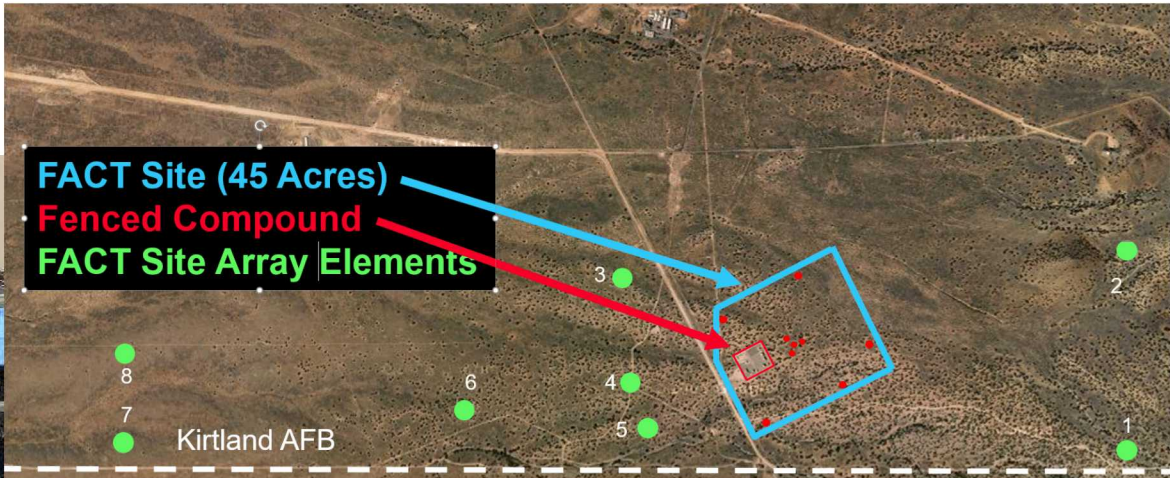 FACT Site (45 Acres)
Fenced Compound
FACT Site Array Elements
3
2
8
6
4
7
5
1
Kirtland AFB